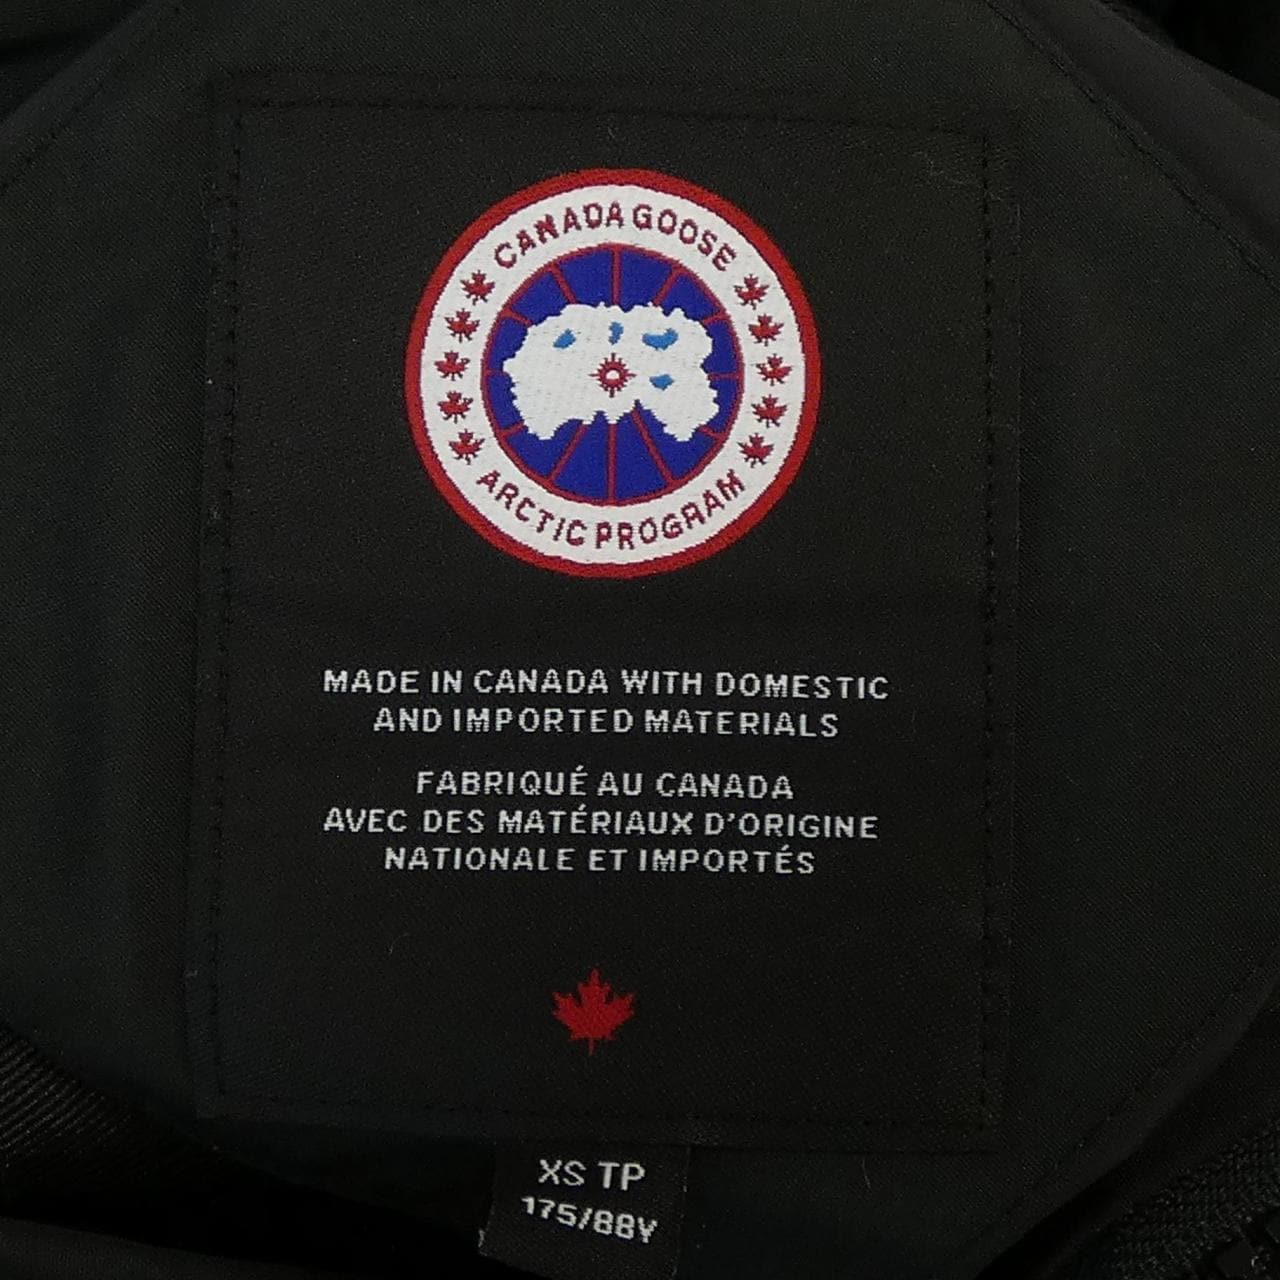 CANADA GOOSE
ARCTIC PROGRAM
MADE IN CANADA WITH DOMESTIC
AND IMPORTED MATERIALS
FABRIQUÉ AU CANADA
AVEC DES MATÉRIAUX D'ORIGINE
NATIONALE ET IMPORTÉS
XS TP
175/88Y